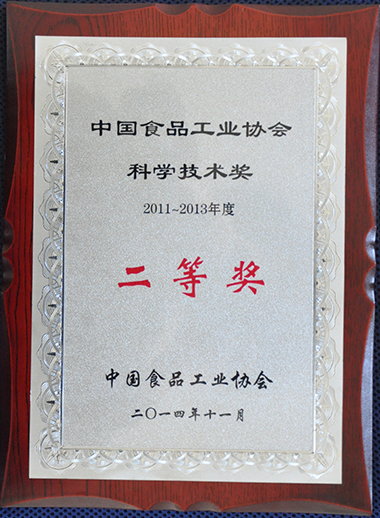 中国食品工业协会
科学技术奖
2011~2013年度
二等奖
中国食品工业协会
二〇一四年十一月